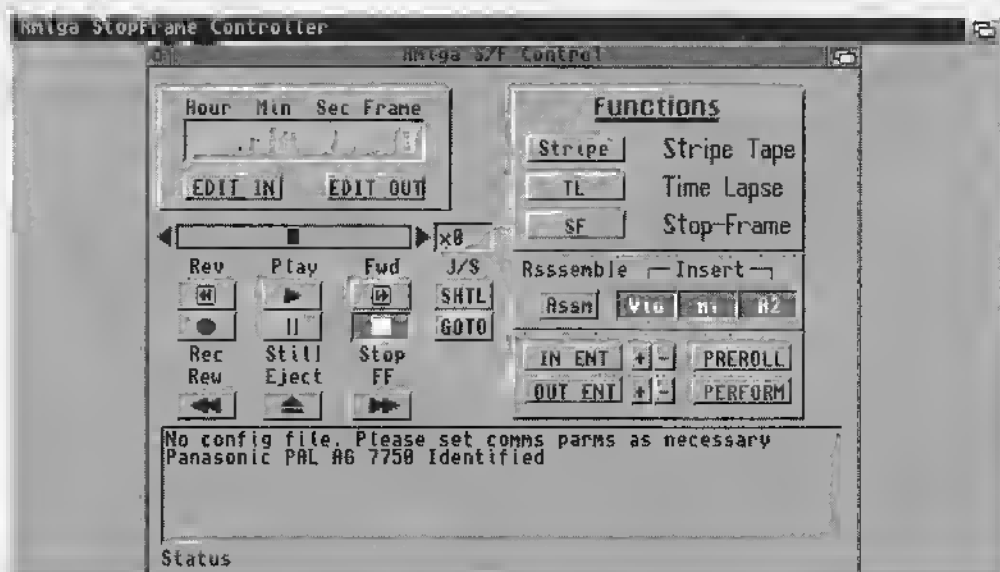 Amiga StopFrame Controller
Amiga S/F Control
Hour Min Sec Frame
EDIT IN EDIT OUT
x0
Rev Play Fwd J/S
SHTL
GOTO
Rec Still Stop
Rew Eject FF
Functions
Stripe Stripe Tape
TL Time Lapse
SF Stop-Frame
Assemble Insert
Assm Vid A1 A2
IN ENT + - PREROLL
OUT ENT + - PERFORM
No config file. Please set comms parms as necessary
Panasonic PAL AG 7750 Identified
Status